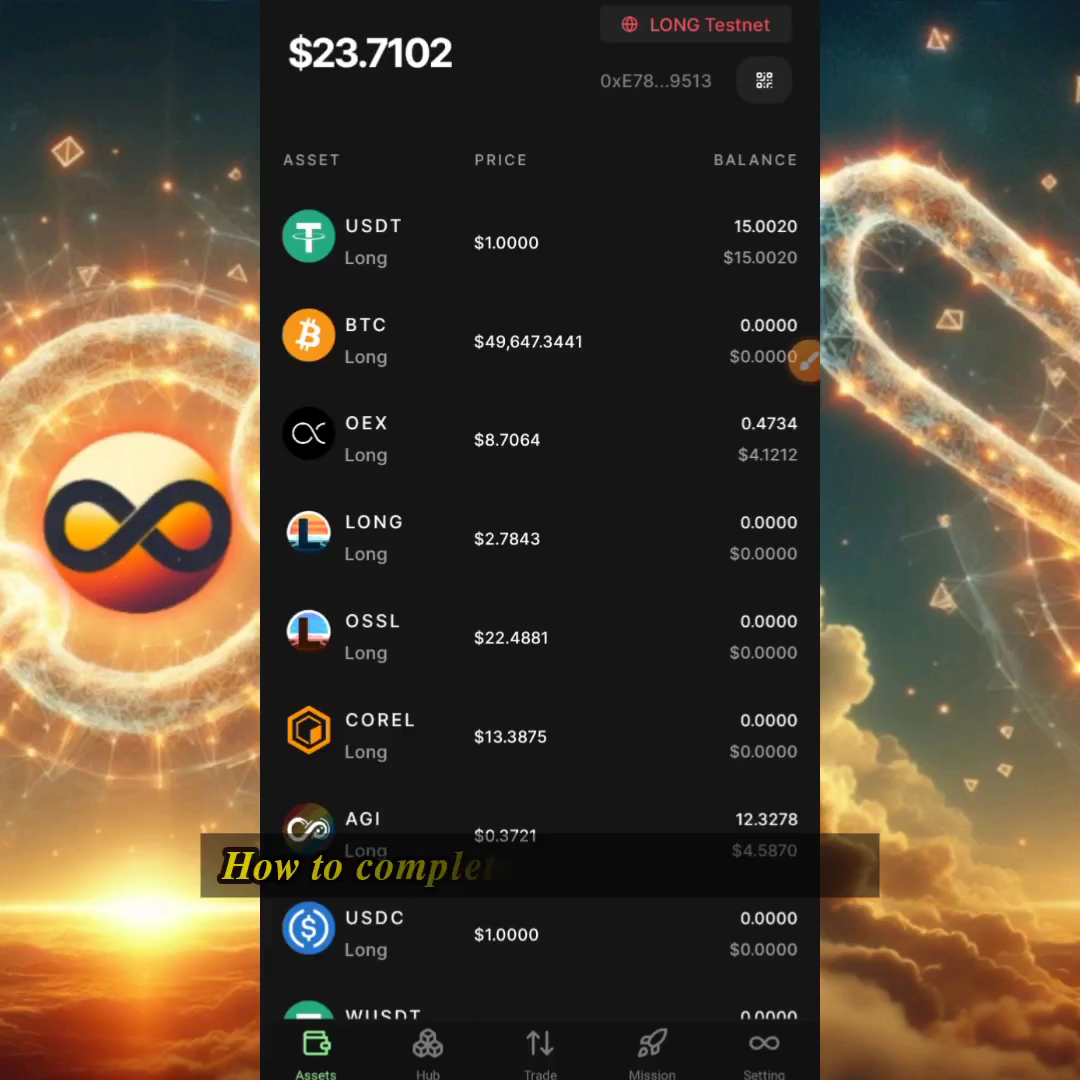 $23.7102
LONG Testnet
0xE78...9513
ASSET PRICE BALANCE
USDT $1.0000 15.0020
Long $15.0020
BTC $49,647.3441 0.0000
Long $0.0000
OEX $8.7064 0.4734
Long $4.1212
LONG $2.7843 0.0000
Long $0.0000
OSSL $22.4881 0.0000
Long $0.0000
COREL $13.3875 0.0000
Long $0.0000
AGI $0.3721 12.3278
Long $4.5870
How to complet
USDC $1.0000 0.0000
Long $0.0000
WUSDT 0.0000
Assets Hub Trade Mission Setting